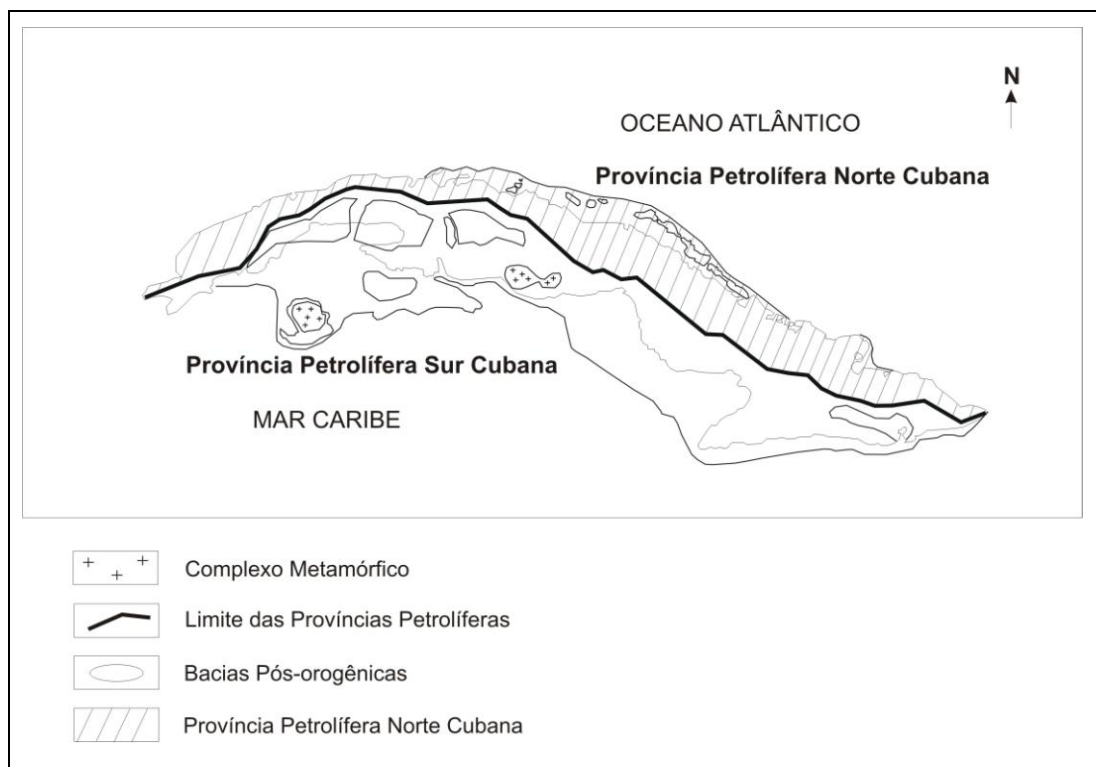 N
OCEANO ATLÂNTICO
Província Petrolífera Norte Cubana
Província Petrolífera Sur Cubana
MAR CARIBE
Complexo Metamórfico
Limite das Províncias Petrolíferas
Bacias Pós-orogênicas
Província Petrolífera Norte Cubana